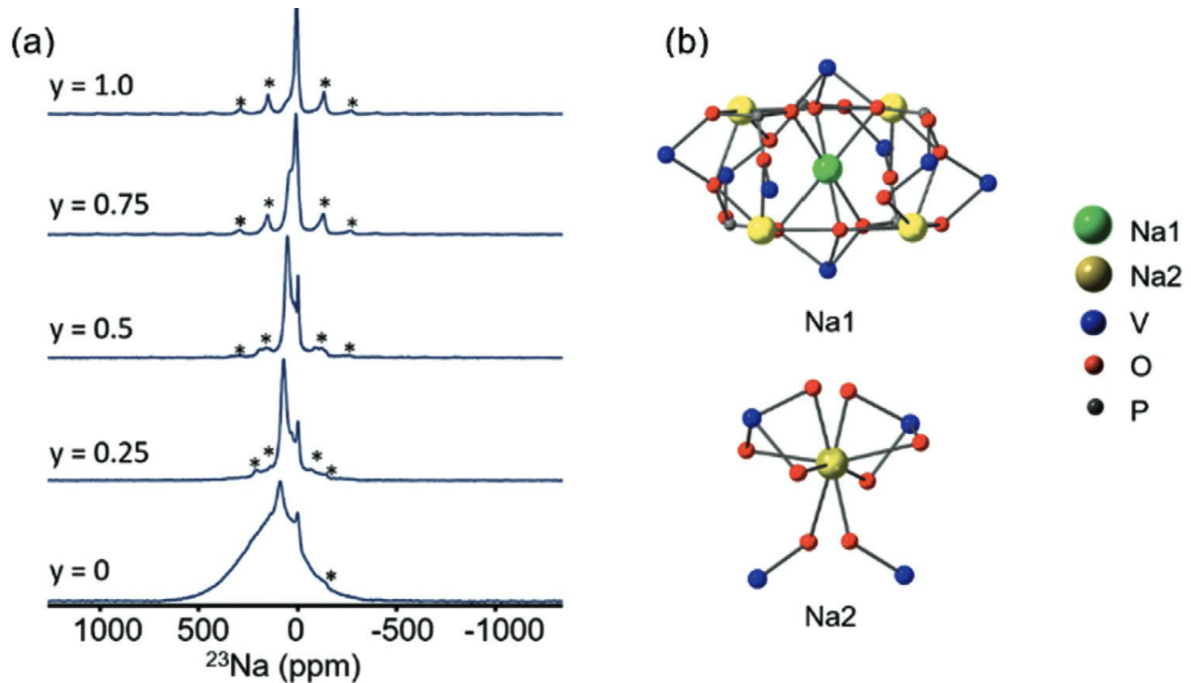 (a)
y = 1.0
* * * *
y = 0.75
* * * *
y = 0.5
* * * *
y = 0.25
* * * *
y = 0
*
1000 500 0 -500 -1000
²³Na (ppm)
(b)
Na1
Na2
Na1
Na2
V
O
P